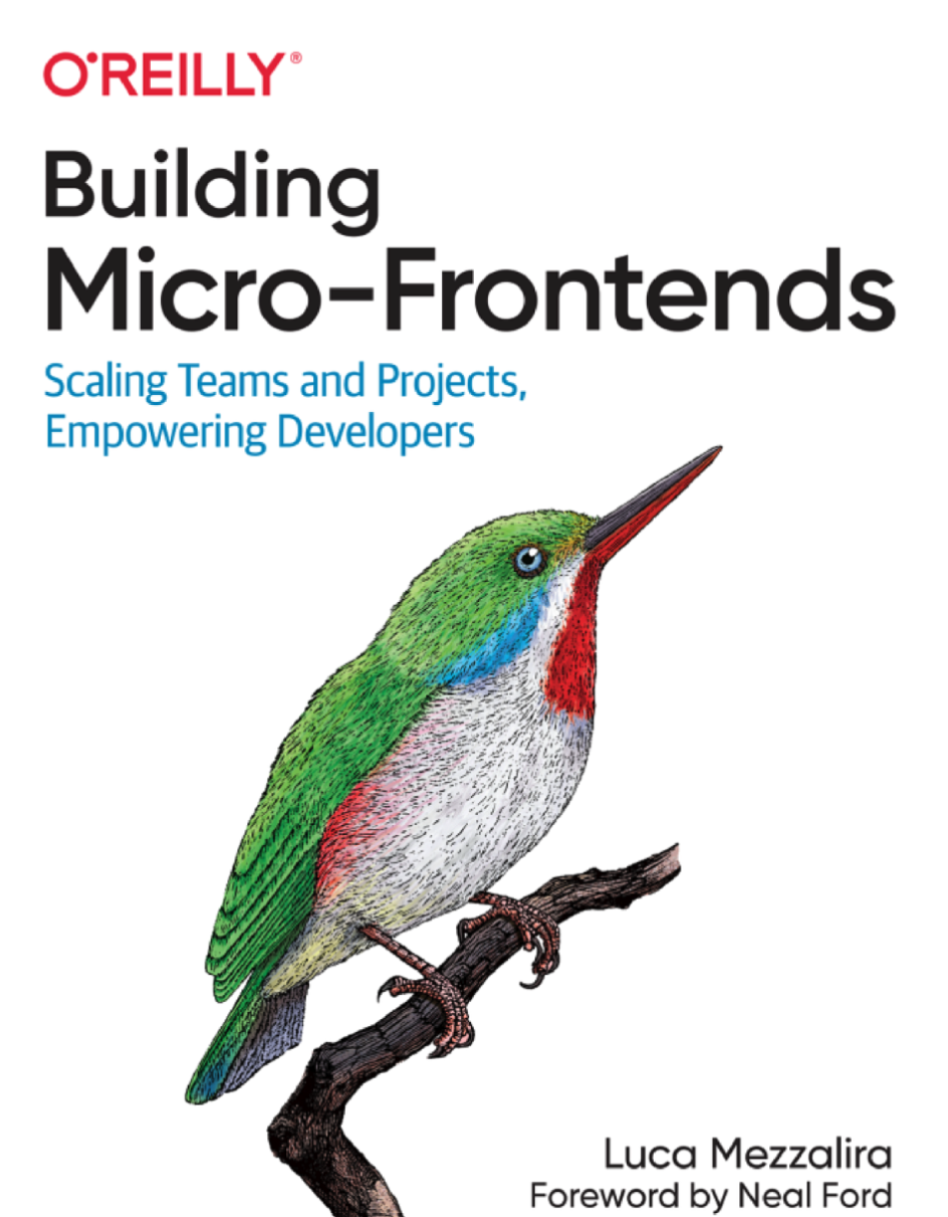 O'REILLY®
Building
Micro-Frontends
Scaling Teams and Projects,
Empowering Developers
Luca Mezzalira
Foreword by Neal Ford